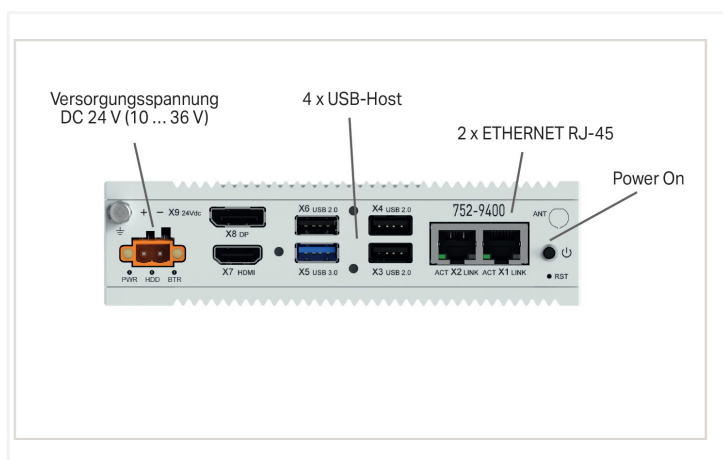 Versorgungsspannung
DC 24 V (10 ... 36 V)
4 x USB-Host
2 x ETHERNET RJ-45
Power On
+ − X9 24Vdc
X8 DP
X6 USB 2.0
X4 USB 2.0
752-9400
ANT
X7 HDMI
X5 USB 3.0
X3 USB 2.0
ACT X2 LINK
ACT X1 LINK
PWR HDD BTR
RST